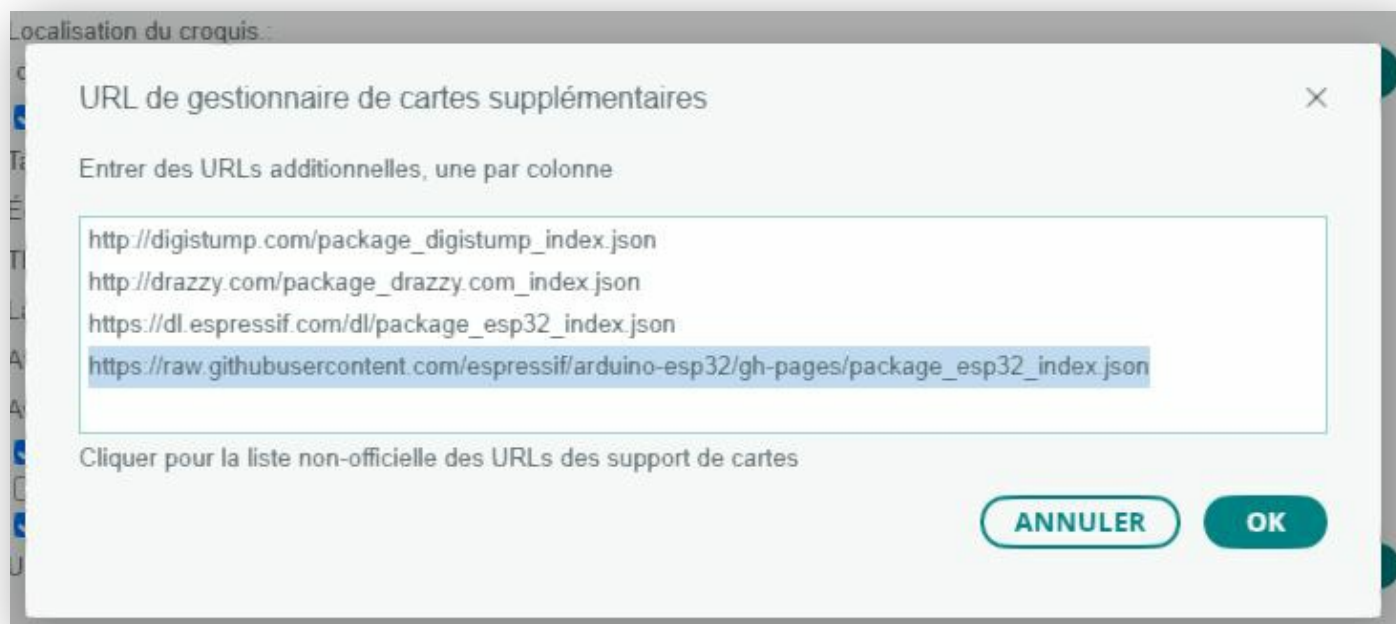 Localisation du croquis.:
URL de gestionnaire de cartes supplémentaires
Entrer des URLs additionnelles, une par colonne
http://digistump.com/package_digistump_index.json
http://drazzy.com/package_drazzy.com_index.json
https://dl.espressif.com/dl/package_esp32_index.json
https://raw.githubusercontent.com/espressif/arduino-esp32/gh-pages/package_esp32_index.json
Cliquer pour la liste non-officielle des URLs des support de cartes
ANNULER OK